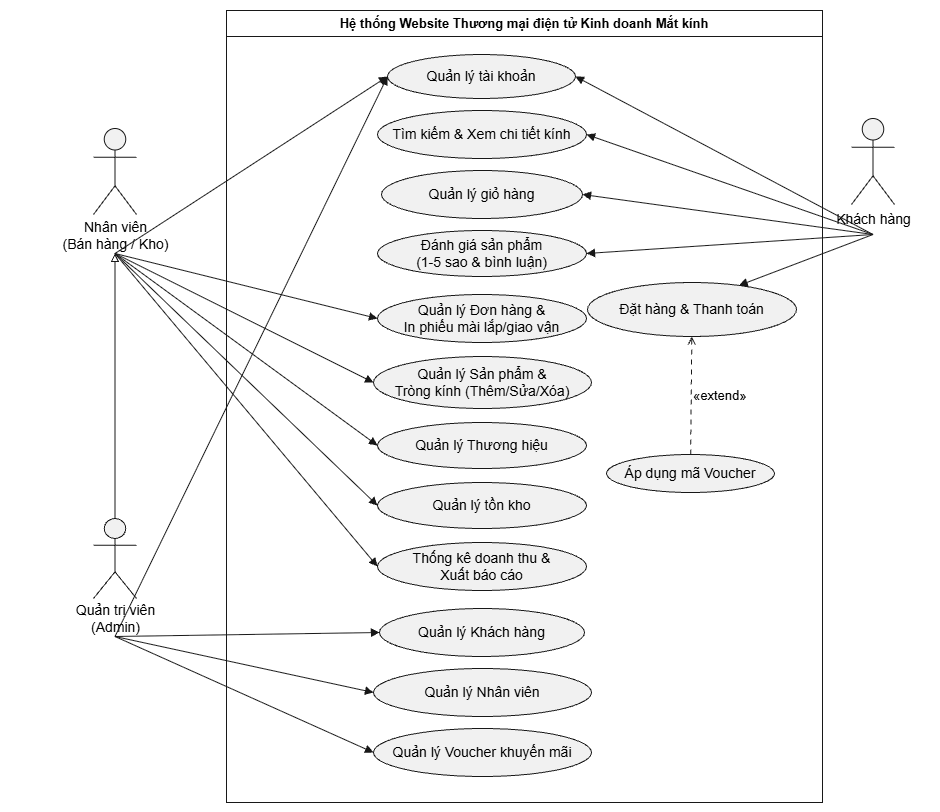 Hệ thống Website Thương mại điện tử Kinh doanh Mắt kính
Quản lý tài khoản
Tìm kiếm & Xem chi tiết kính
Quản lý giỏ hàng
Khách hàng
Nhân viên
(Bán hàng / Kho)
Đánh giá sản phẩm
(1-5 sao & bình luận)
Quản lý Đơn hàng &
In phiếu mài lắp/giao vận
Đặt hàng & Thanh toán
Quản lý Sản phẩm &
Tròng kính (Thêm/Sửa/Xóa)
«extend»
Quản lý Thương hiệu
Áp dụng mã Voucher
Quản lý tồn kho
Thống kê doanh thu &
Xuất báo cáo
Quản trị viên
(Admin)
Quản lý Khách hàng
Quản lý Nhân viên
Quản lý Voucher khuyến mãi